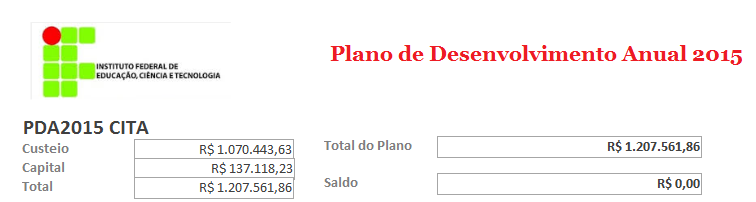 INSTITUTO FEDERAL DE
EDUCAÇÃO, CIÊNCIA E TECNOLOGIA
Plano de Desenvolvimento Anual 2015
PDA2015 CITA
Custeio R$ 1.070.443,63
Capital R$ 137.118,23
Total R$ 1.207.561,86
Total do Plano R$ 1.207.561,86
Saldo R$ 0,00